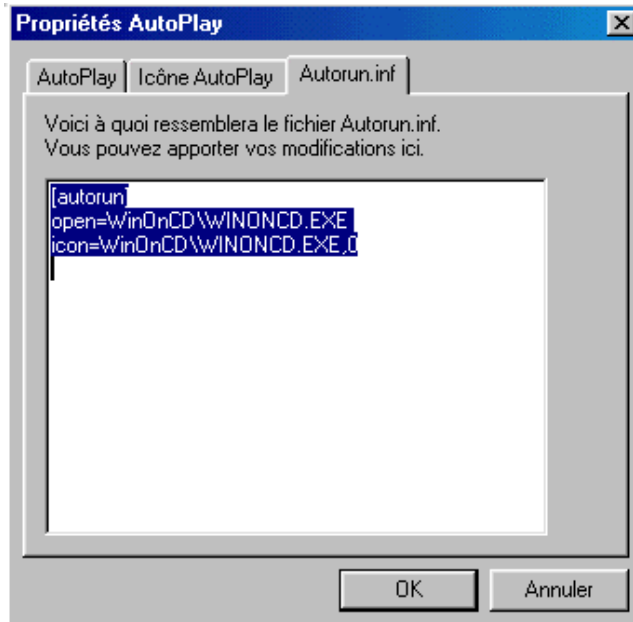 Propriétés AutoPlay
AutoPlay
Icône AutoPlay
Autorun.inf
Voici à quoi ressemblera le fichier Autorun.inf.
Vous pouvez apporter vos modifications ici.
[autorun]
open=WinOnCD\WINONCD.EXE
icon=WinOnCD\WINONCD.EXE,0
OK
Annuler